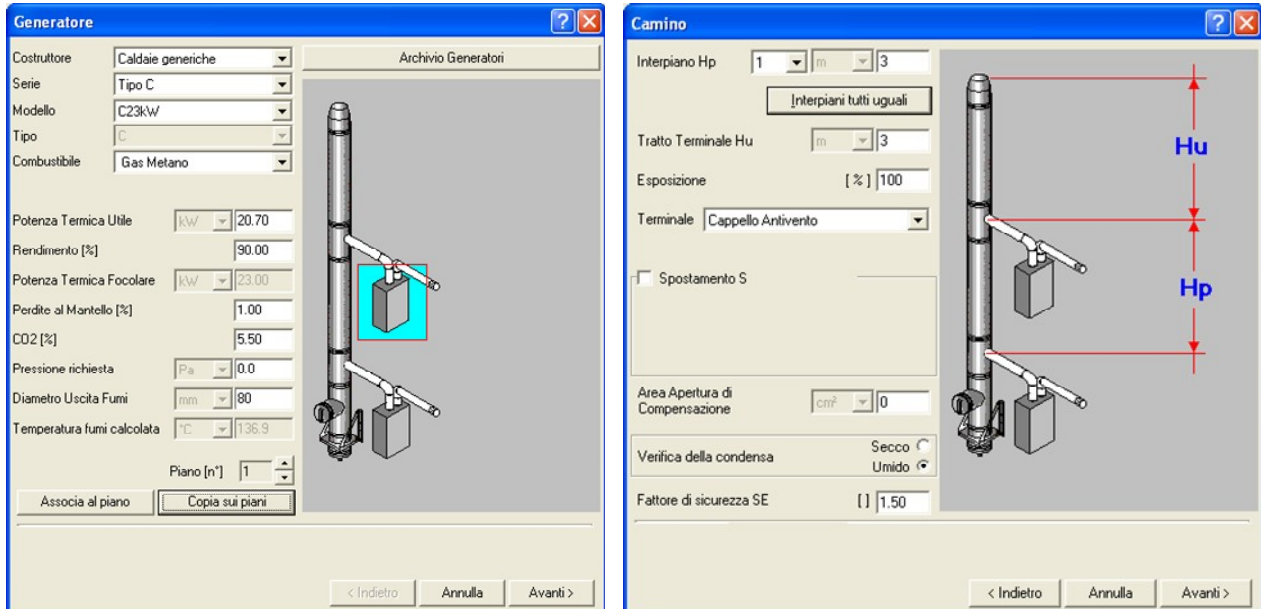 Generatore
Costruttore Caldaie generiche Archivio Generatori
Serie Tipo C
Modello C23kW
Tipo C
Combustibile Gas Metano
Potenza Termica Utile kW 20.70
Rendimento [%] 90.00
Potenza Termica Focolare kW 23.00
Perdite al Mantello [%] 1.00
CO2 [%] 5.50
Pressione richiesta Pa 0.0
Diametro Uscita Fumi mm 80
Temperatura fumi calcolata °C 136.9
Piano [n°] 1
Associa al piano Copia sui piani
< Indietro Annulla Avanti >
Camino
Interpiano Hp 1 m 3
Interpiani tutti uguali
Tratto Terminale Hu m 3
Esposizione [ % ] 100
Terminale Cappello Antivento
Spostamento S
Area Apertura di
Compensazione cm² 0
Verifica della condensa Secco
Umido
Fattore di sicurezza SE [ ] 1.50
Hu
Hp
< Indietro Annulla Avanti >